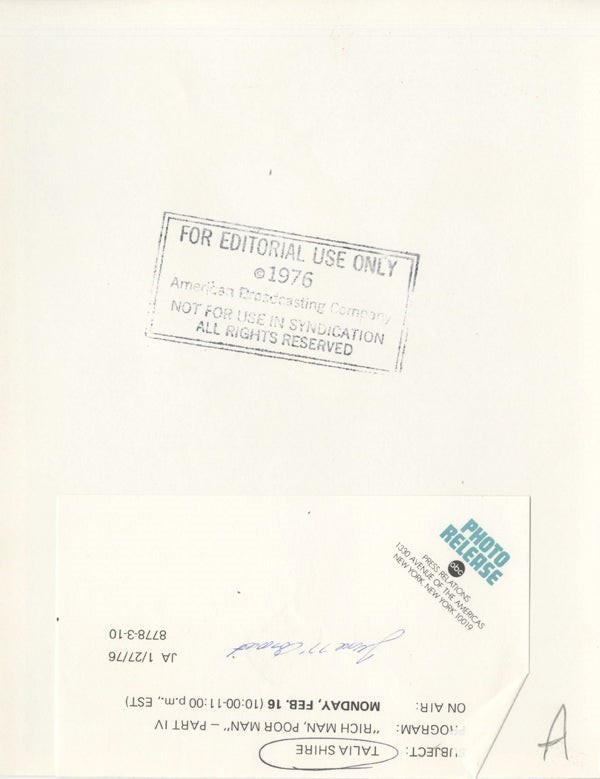 FOR EDITORIAL USE ONLY
©1976
American Broadcasting Company
NOT FOR USE IN SYNDICATION
ALL RIGHTS RESERVED
PHOTO
RELEASE
abc
PRESS RELATIONS
1330 AVENUE OF THE AMERICAS
NEW YORK, NEW YORK 10019
SUBJECT: TALIA SHIRE
PROGRAM: "RICH MAN, POOR MAN" – PART IV
ON AIR: MONDAY, FEB. 16 (10:00-11:00 p.m., EST)
JA 1/27/76
8778-3-10
A